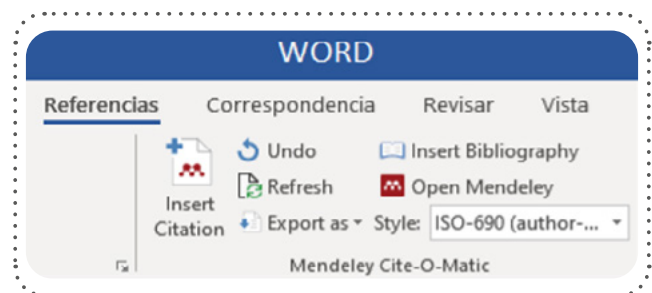 WORD
Referencias Correspondencia Revisar Vista
Undo Insert Bibliography
Refresh Open Mendeley
Insert
Citation Export as Style: ISO-690 (author-...
Mendeley Cite-O-Matic